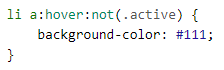 li a:hover:not(.active) {
    background-color: #111;
}